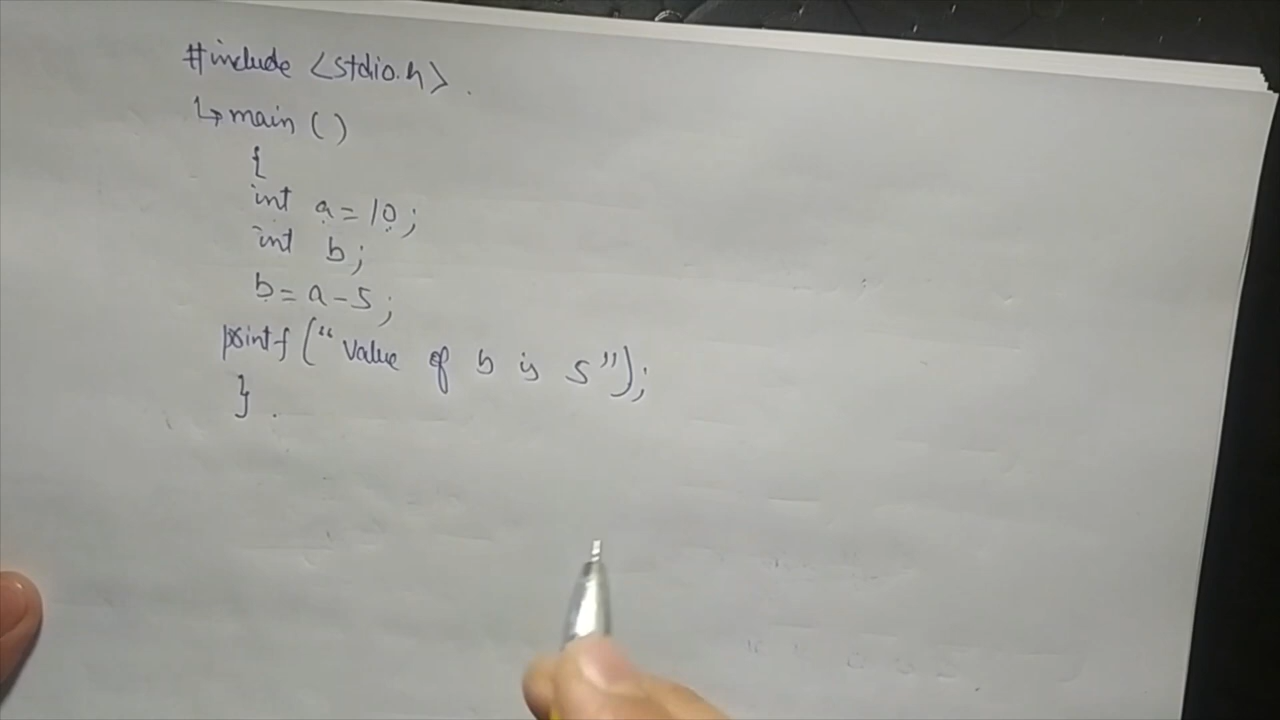 #include <stdio.h>
↳main ()
{
int a = 10;
int b;
b = a - 5;
printf ("Value of b is 5");
}